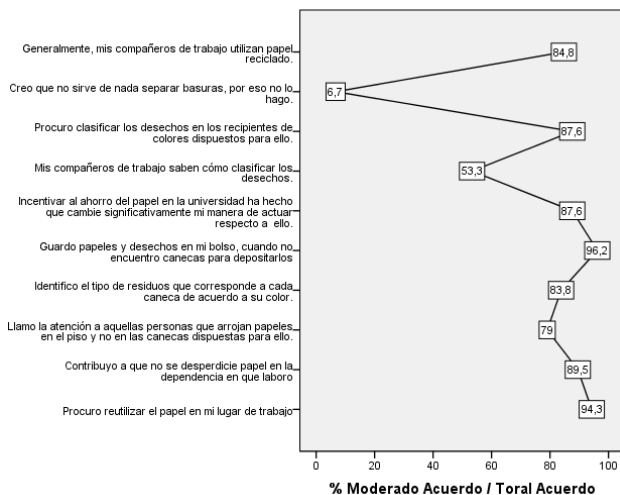 Generalmente, mis compañeros de trabajo utilizan papel
reciclado.
84,8
Creo que no sirve de nada separar basuras, por eso no lo
hago.
6,7
Procuro clasificar los desechos en los recipientes de
colores dispuestos para ello.
87,6
Mis compañeros de trabajo saben cómo clasificar los
desechos.
53,3
Incentivar al ahorro del papel en la universidad ha hecho
que cambie significativamente mi manera de actuar
respecto a ello.
87,6
Guardo papeles y desechos en mi bolso, cuando no
encuentro canecas para depositarlos
96,2
Identifico el tipo de residuos que corresponde a cada
caneca de acuerdo a su color.
83,8
Llamo la atención a aquellas personas que arrojan papeles
en el piso y no en las canecas dispuestas para ello.
79
Contribuyo a que no se desperdicie papel en la
dependencia en que laboro
89,5
Procuro reutilizar el papel en mi lugar de trabajo
94,3
0 20 40 60 80 100
% Moderado Acuerdo / Toral Acuerdo